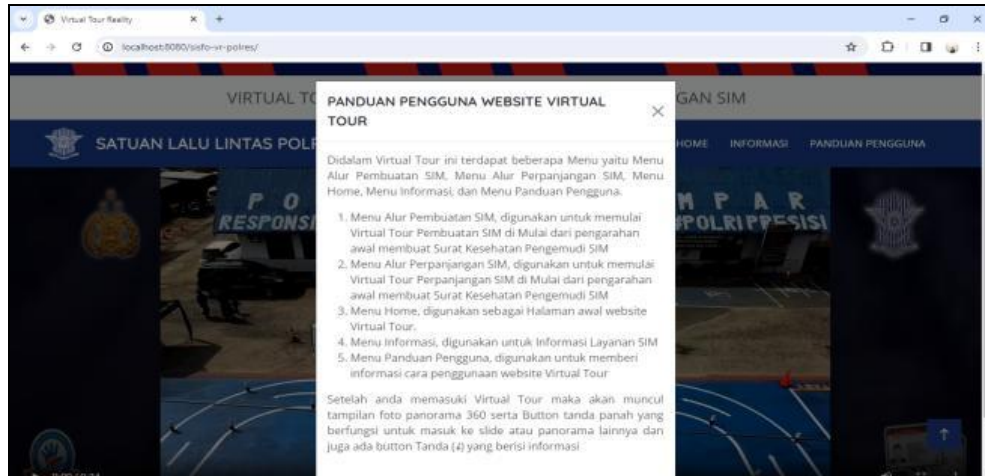 Virtual Tour Reality
localhost:8080/sisfo-vr-polres/
VIRTUAL
GAN SIM
SATUAN LALU LINTAS
HOME INFORMASI PANDUAN PENGGUNA
P O
M P A R
RESPONSI
POLRI PRESISI
PANDUAN PENGGUNA WEBSITE VIRTUAL
TOUR
Didalam Virtual Tour ini terdapat beberapa Menu yaitu Menu
Alur Pembuatan SIM, Menu Alur Perpanjangan SIM, Menu
Home, Menu Informasi, dan Menu Panduan Pengguna.
1. Menu Alur Pembuatan SIM, digunakan untuk memulai
Virtual Tour Pembuatan SIM di Mulai dari pengarahan
awal membuat Surat Kesehatan Pengemudi SIM
2. Menu Alur Perpanjangan SIM, digunakan untuk memulai
Virtual Tour Perpanjangan SIM di Mulai dari pengarahan
awal membuat Surat Kesehatan Pengemudi SIM
3. Menu Home, digunakan sebagai Halaman awal website
Virtual Tour.
4. Menu Informasi, digunakan untuk Informasi Layanan SIM
5. Menu Panduan Pengguna, digunakan untuk memberi
informasi cara penggunaan website Virtual Tour
Setelah anda memasuki Virtual Tour maka akan muncul
tampilan foto panorama 360 serta Button tanda panah yang
berfungsi untuk masuk ke slide atau panorama lainnya dan
juga ada button Tanda (i) yang berisi informasi